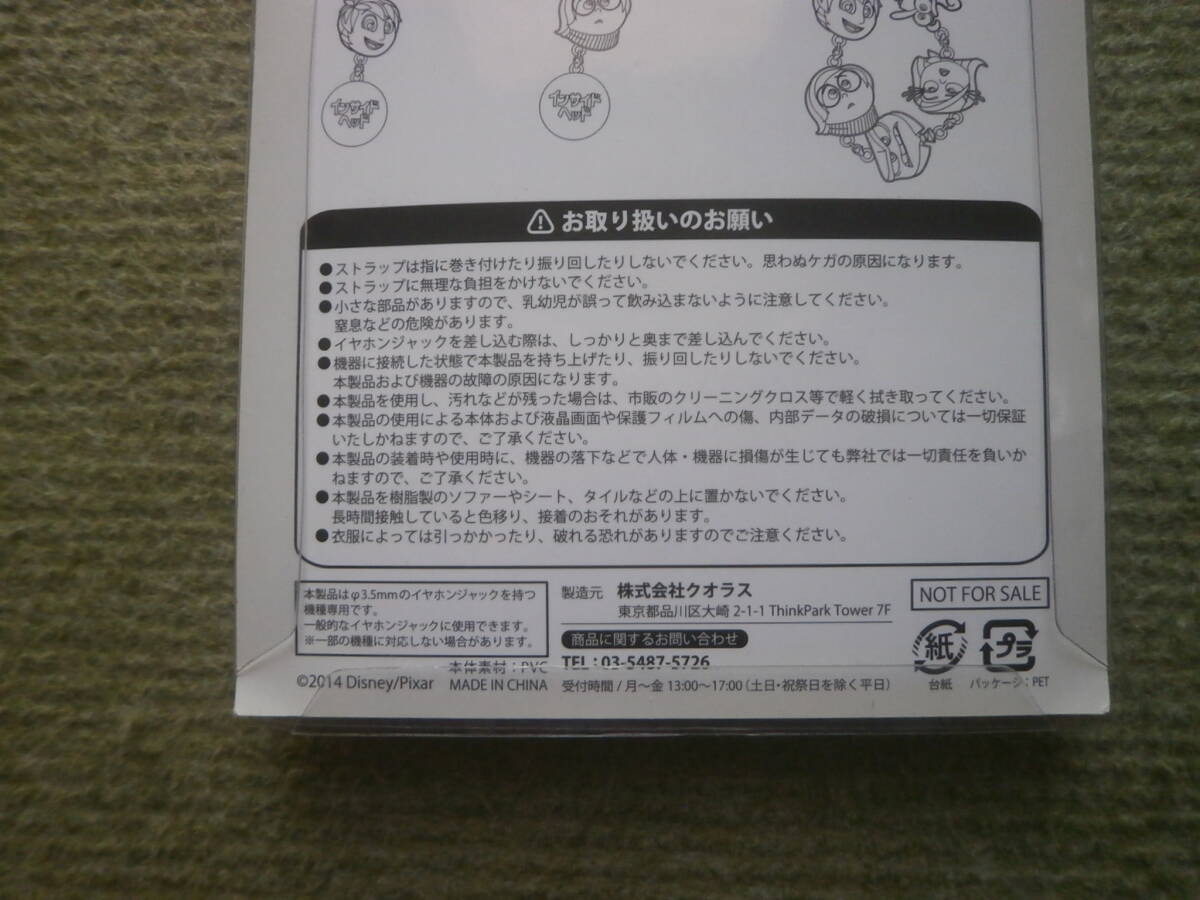 インサイド
ヘッド
インサイド
ヘッド
お取り扱いのお願い
●ストラップは指に巻き付けたり振り回したりしないでください。思わぬケガの原因になります。
●ストラップに無理な負担をかけないでください。
●小さな部品がありますので、乳幼児が誤って飲み込まないように注意してください。
窒息などの危険があります。
●イヤホンジャックを差し込む際は、しっかりと奥まで差し込んでください。
●機器に接続した状態で本製品を持ち上げたり、振り回したりしないでください。
本製品および機器の故障の原因になります。
●本製品を使用し、汚れなどが残った場合は、市販のクリーニングクロス等で軽く拭き取ってください。
●本製品の使用による本体および液晶画面や保護フィルムへの傷、内部データの破損については一切保証
いたしかねますので、ご了承ください。
●本製品の装着時や使用時に、機器の落下などで人体・機器に損傷が生じても弊社では一切責任を負いか
ねますので、ご了承ください。
●本製品を樹脂製のソファーやシート、タイルなどの上に置かないでください。
長時間接触していると色移り、接着のおそれがあります。
●衣服によっては引っかかったり、破れる恐れがありますのでご注意ください。
本製品はφ3.5mmのイヤホンジャックを持つ
機種専用です。
一般的なイヤホンジャックに使用できます。
※一部の機種に対応しない場合があります。
本体素材：PVC
©2014 Disney/Pixar MADE IN CHINA
製造元 株式会社クオラス
東京都品川区大崎 2-1-1 ThinkPark Tower 7F
商品に関するお問い合わせ
TEL：03-5487-5726
受付時間 / 月～金 13:00～17:00（土日・祝祭日を除く平日）
NOT FOR SALE
紙
台紙
プラ
パッケージ：PET